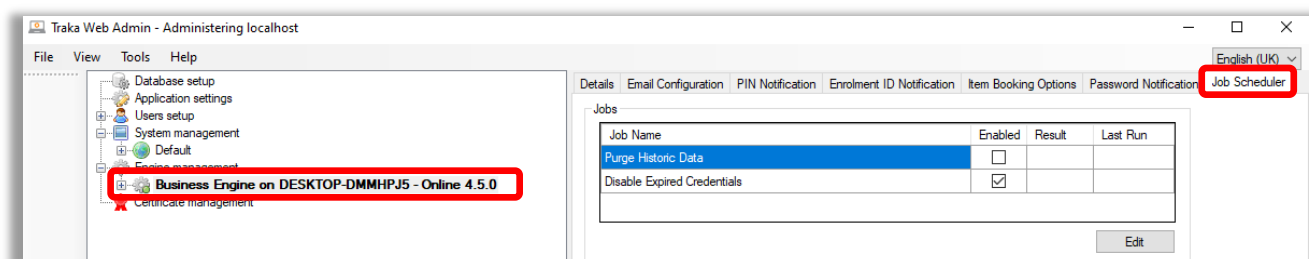 Traka Web Admin - Administering localhost
File View Tools Help
English (UK)
Database setup
Application settings
Users setup
System management
Default
Engine management
Business Engine on DESKTOP-DMMHPJ5 - Online 4.5.0
Certificate management
Details Email Configuration PIN Notification Enrolment ID Notification Item Booking Options Password Notification Job Scheduler
Jobs
Job Name Enabled Result Last Run
Purge Historic Data
Disable Expired Credentials
Edit